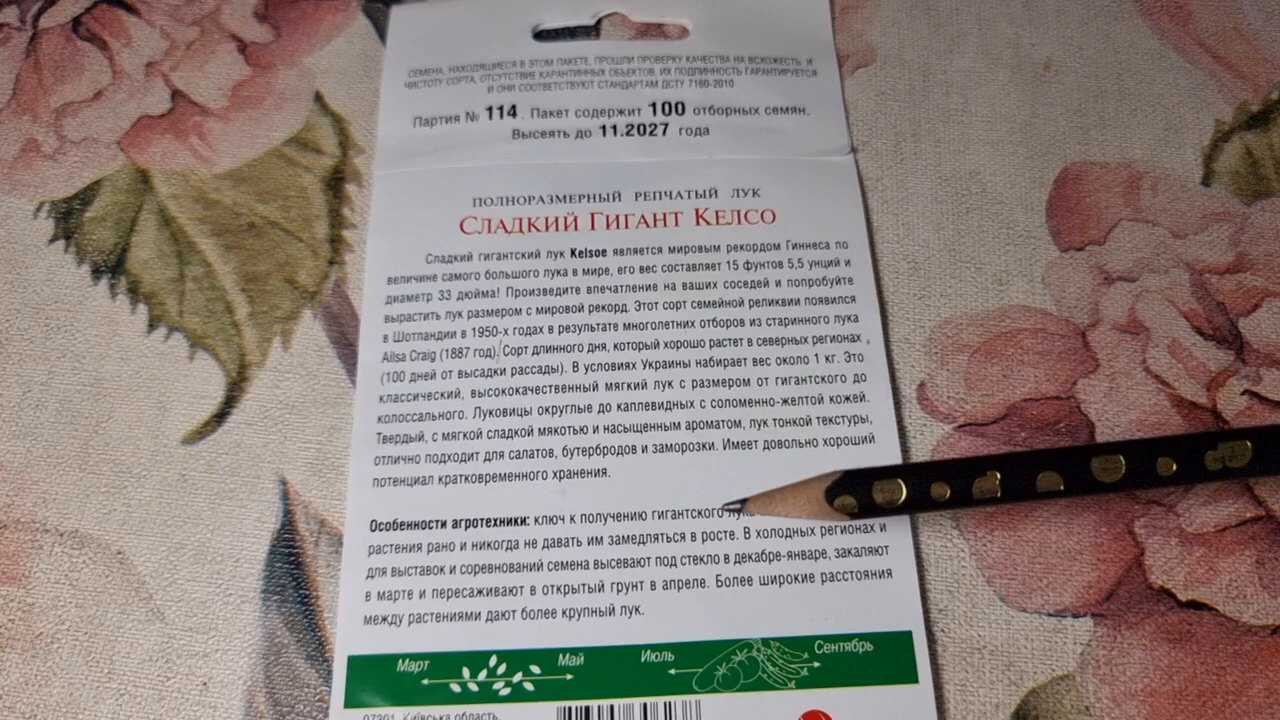 СЕМЕНА, НАХОДЯЩИЕСЯ В ЭТОМ ПАКЕТЕ, ПРОШЛИ ПРОВЕРКУ КАЧЕСТВА НА ВСХОЖЕСТЬ И
ЧИСТОТУ СОРТА, ОТСУТСТВИЕ КАРАНТИННЫХ ОБЪЕКТОВ, ИХ ПОДЛИННОСТЬ ГАРАНТИРУЕТСЯ
И ОНИ СООТВЕТСТВУЮТ СТАНДАРТАМ ДСТУ 7160-2010
Партия № 114. Пакет содержит 100 отборных семян.
Высеять до 11.2027 года
ПОЛНОРАЗМЕРНЫЙ РЕПЧАТЫЙ ЛУК
СЛАДКИЙ ГИГАНТ КЕЛСО
Сладкий гигантский лук Kelsoe является мировым рекордом Гиннеса по
величине самого большого лука в мире, его вес составляет 15 фунтов 5,5 унций и
диаметр 33 дюйма! Произведите впечатление на ваших соседей и попробуйте
вырастить лук размером с мировой рекорд. Этот сорт семейной реликвии появился
в Шотландии в 1950-х годах в результате многолетних отборов из старинного лука
Ailsa Craig (1887 год). Сорт длинного дня, который хорошо растет в северных регионах
(100 дней от высадки рассады). В условиях Украины набирает вес около 1 кг. Это
классический, высококачественный мягкий лук с размером от гигантского до
колоссального. Луковицы округлые до каплевидных с соломенно-желтой кожей.
Твердый, с мягкой сладкой мякотью и насыщенным ароматом, лук тонкой текстуры,
отлично подходит для салатов, бутербродов и заморозки. Имеет довольно хороший
потенциал кратковременного хранения.
Особенности агротехники: ключ к получению гигантского лука
растения рано и никогда не давать им замедляться в росте. В холодных регионах и
для выставок и соревнований семена высевают под стекло в декабре-январе, закаляют
в марте и пересаживают в открытый грунт в апреле. Более широкие расстояния
между растениями дают более крупный лук.
Март Май Июль Сентябрь
07301, Київська область,